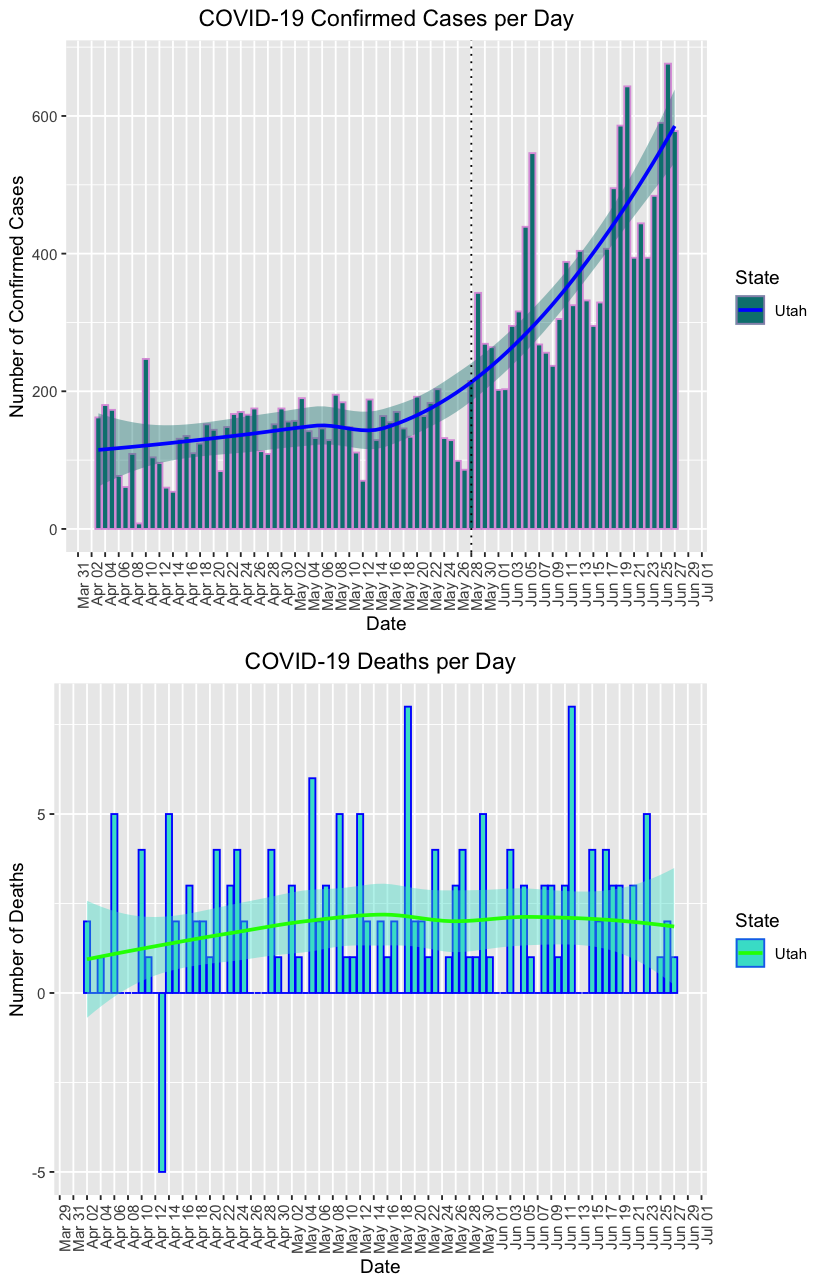 COVID-19 Confirmed Cases per Day
Number of Confirmed Cases
600
400
200
0
Mar 31
Apr 02
Apr 04
Apr 06
Apr 08
Apr 10
Apr 12
Apr 14
Apr 16
Apr 18
Apr 20
Apr 22
Apr 24
Apr 26
Apr 28
Apr 30
May 02
May 04
May 06
May 08
May 10
May 12
May 14
May 16
May 18
May 20
May 22
May 24
May 26
May 28
May 30
Jun 01
Jun 03
Jun 05
Jun 07
Jun 09
Jun 11
Jun 13
Jun 15
Jun 17
Jun 19
Jun 21
Jun 23
Jun 25
Jun 27
Jun 29
Jul 01
Date
State
Utah
COVID-19 Deaths per Day
Number of Deaths
5
0
-5
Mar 29
Mar 31
Apr 02
Apr 04
Apr 06
Apr 08
Apr 10
Apr 12
Apr 14
Apr 16
Apr 18
Apr 20
Apr 22
Apr 24
Apr 26
Apr 28
Apr 30
May 02
May 04
May 06
May 08
May 10
May 12
May 14
May 16
May 18
May 20
May 22
May 24
May 26
May 28
May 30
Jun 01
Jun 03
Jun 05
Jun 07
Jun 09
Jun 11
Jun 13
Jun 15
Jun 17
Jun 19
Jun 21
Jun 23
Jun 25
Jun 27
Jun 29
Jul 01
Date
State
Utah